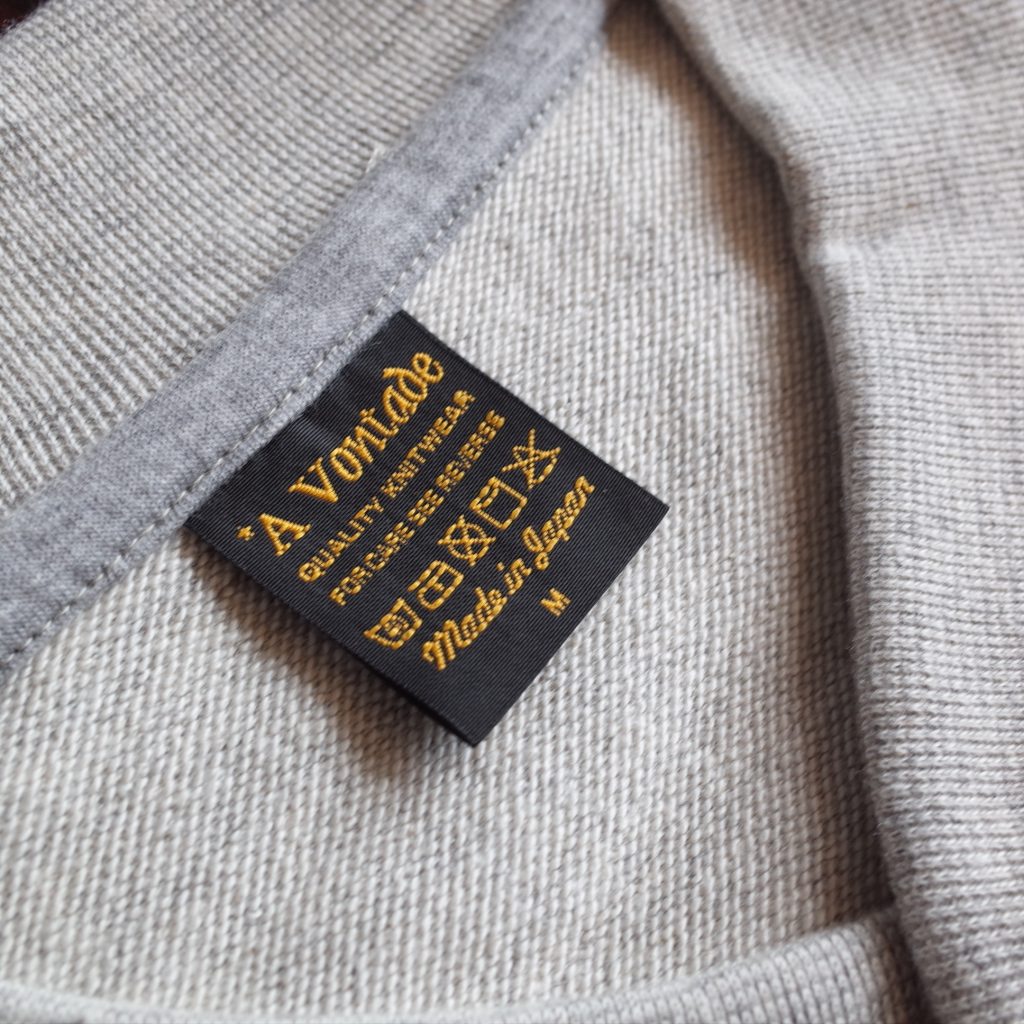 'A Vontade
QUALITY KNITWEAR
FOR CARE SEE REVERSE
Made in Japan
M